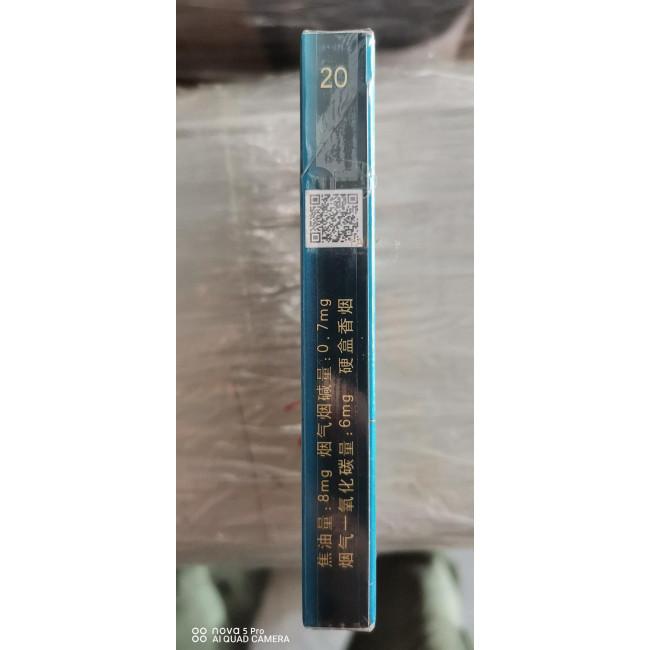 20
焦油量:8mg 烟气烟碱量:0.7mg
烟气一氧化碳量:6mg 硬盒香烟
nova 5 Pro
AI QUAD CAMERA